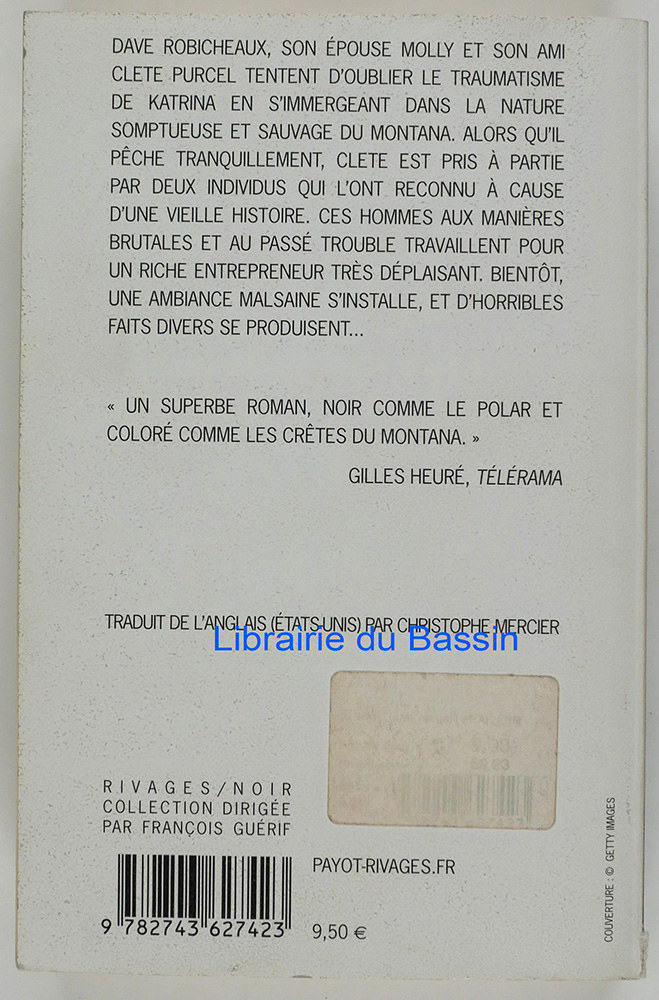 DAVE ROBICHEAUX, SON ÉPOUSE MOLLY ET SON AMI
CLETE PURCEL TENTENT D'OUBLIER LE TRAUMATISME
DE KATRINA EN S'IMMERGEANT DANS LA NATURE
SOMPTUEUSE ET SAUVAGE DU MONTANA. ALORS QU'IL
PÊCHE TRANQUILLEMENT, CLETE EST PRIS À PARTIE
PAR DEUX INDIVIDUS QUI L'ONT RECONNU À CAUSE
D'UNE VIEILLE HISTOIRE. CES HOMMES AUX MANIÈRES
BRUTALES ET AU PASSÉ TROUBLE TRAVAILLENT POUR
UN RICHE ENTREPRENEUR TRÈS DÉPLAISANT. BIENTÔT,
UNE AMBIANCE MALSAINE S'INSTALLE, ET D'HORRIBLES
FAITS DIVERS SE PRODUISENT...
« UN SUPERBE ROMAN, NOIR COMME LE POLAR ET
COLORÉ COMME LES CRÊTES DU MONTANA. »
GILLES HEURÉ, TÉLÉRAMA
TRADUIT DE L'ANGLAIS (ÉTATS-UNIS) PAR CHRISTOPHE MERCIER
Librairie du Bassin
RIVAGES/NOIR
COLLECTION DIRIGÉE
PAR FRANÇOIS GUÉRIF
PAYOT-RIVAGES.FR
9 782743 627423
9,50 €
COUVERTURE : © GETTY IMAGES